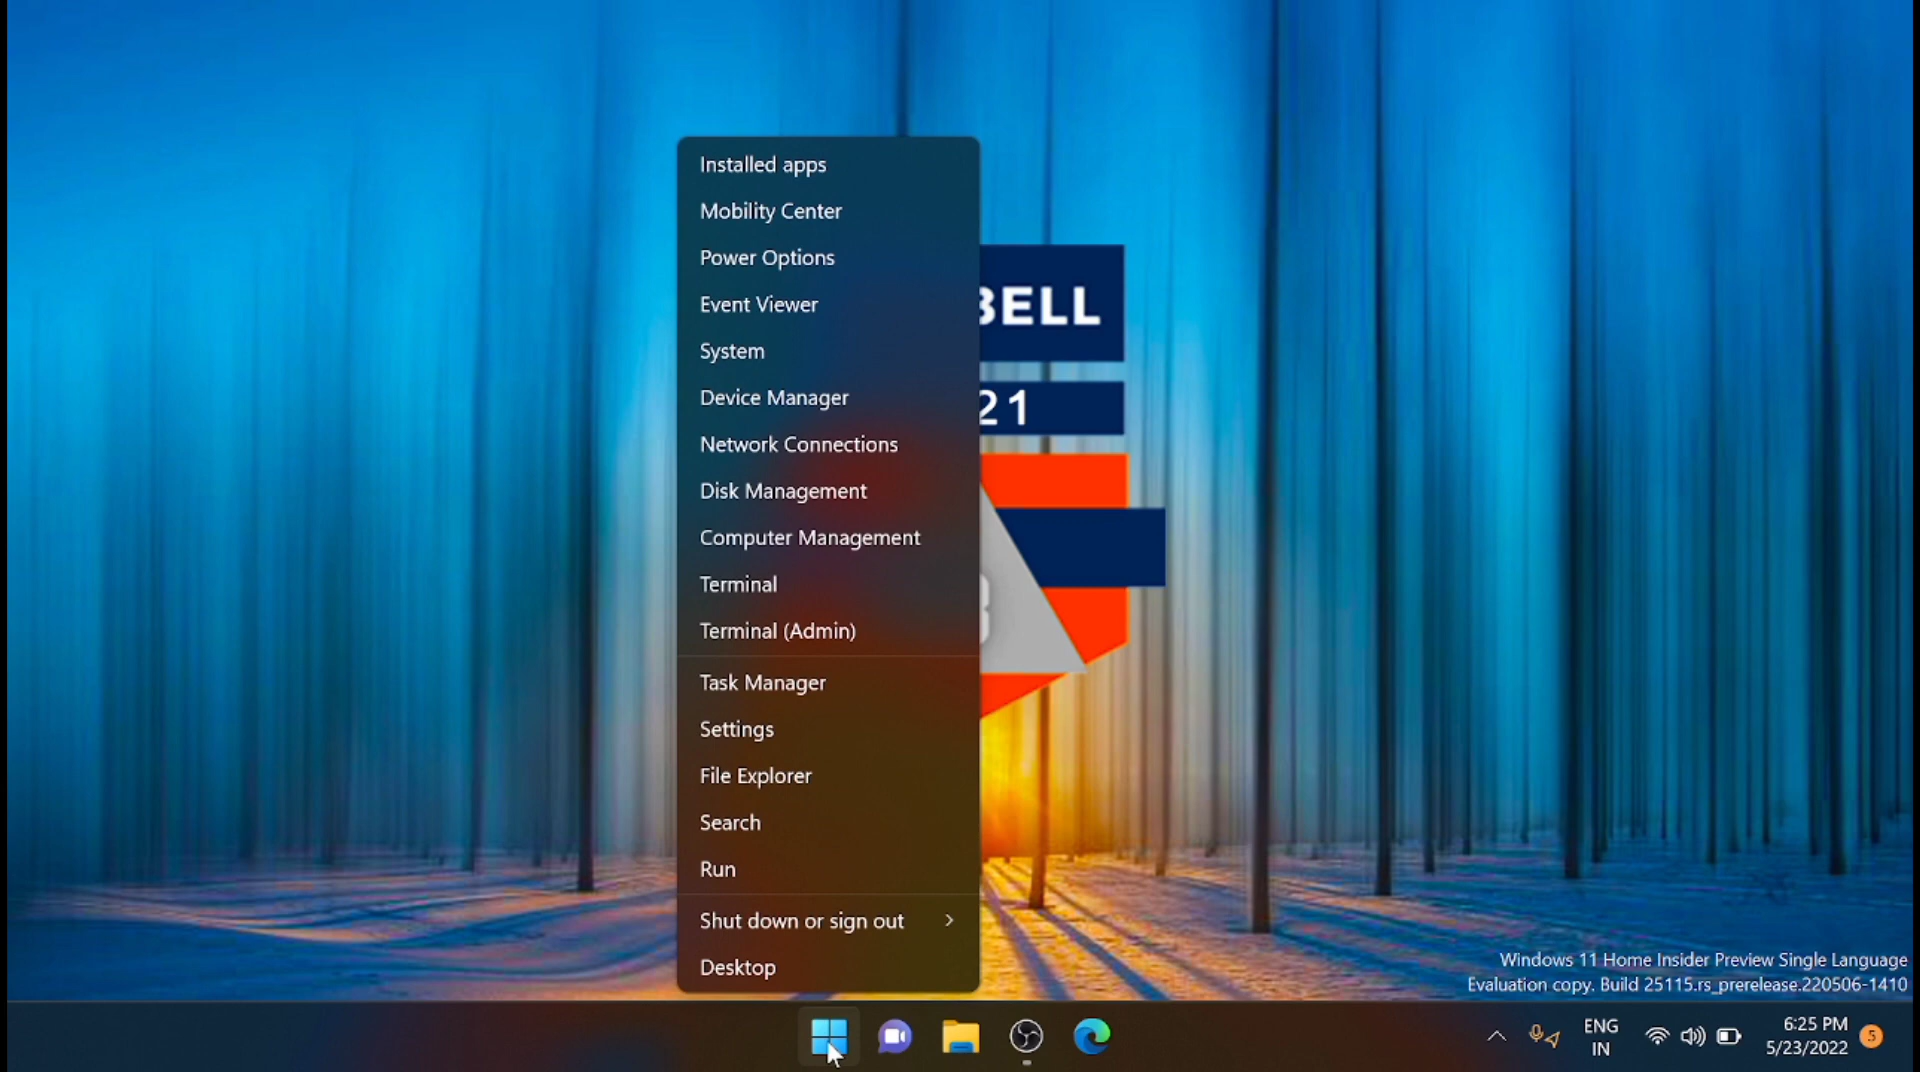 Installed apps
Mobility Center
Power Options
Event Viewer
System
Device Manager
Network Connections
Disk Management
Computer Management
Terminal
Terminal (Admin)
Task Manager
Settings
File Explorer
Search
Run
Shut down or sign out
Desktop
BELL
21
Windows 11 Home Insider Preview Single Language
Evaluation copy. Build 25115.rs_prerelease.220506-1410
ENG
IN
6:25 PM
5/23/2022
5